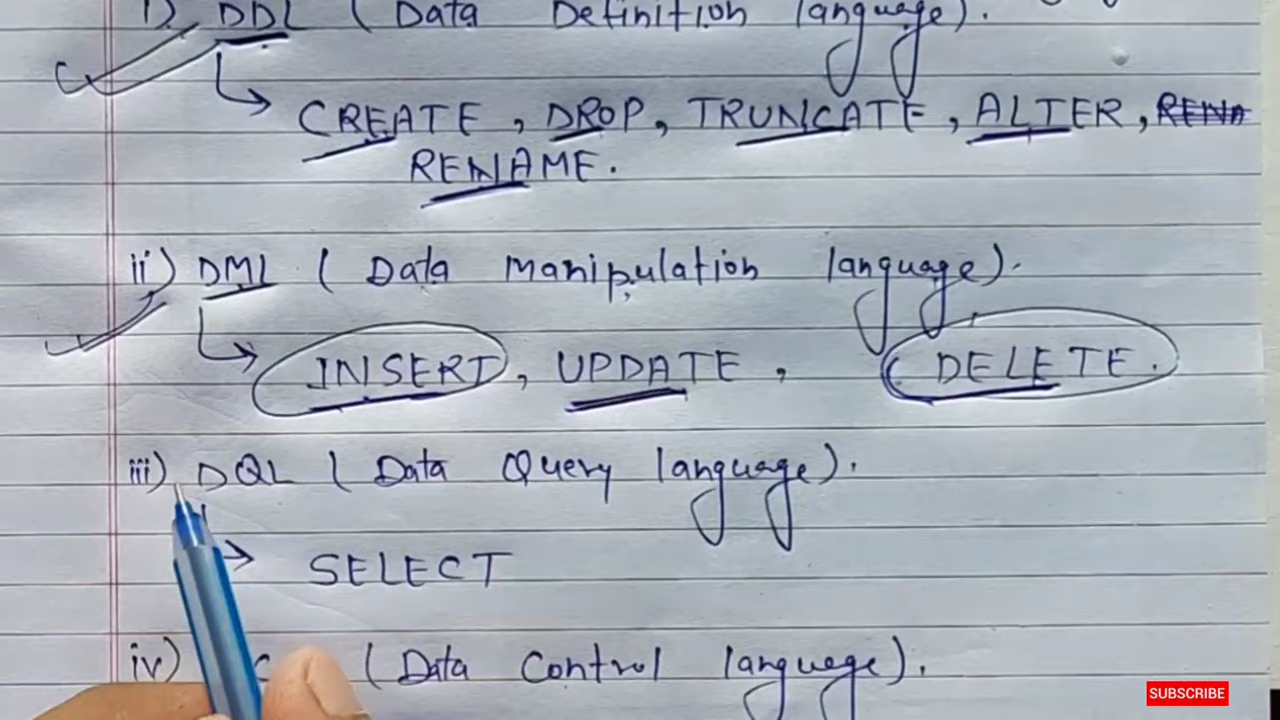 i) DDL ( Data Definition language).
CREATE, DROP, TRUNCATE, ALTER,
RENAME.
ii) DML ( Data Manipulation language).
INSERT, UPDATE, DELETE.
iii) DQL ( Data Query language).
SELECT
iv) ( Data Control language).
SUBSCRIBE